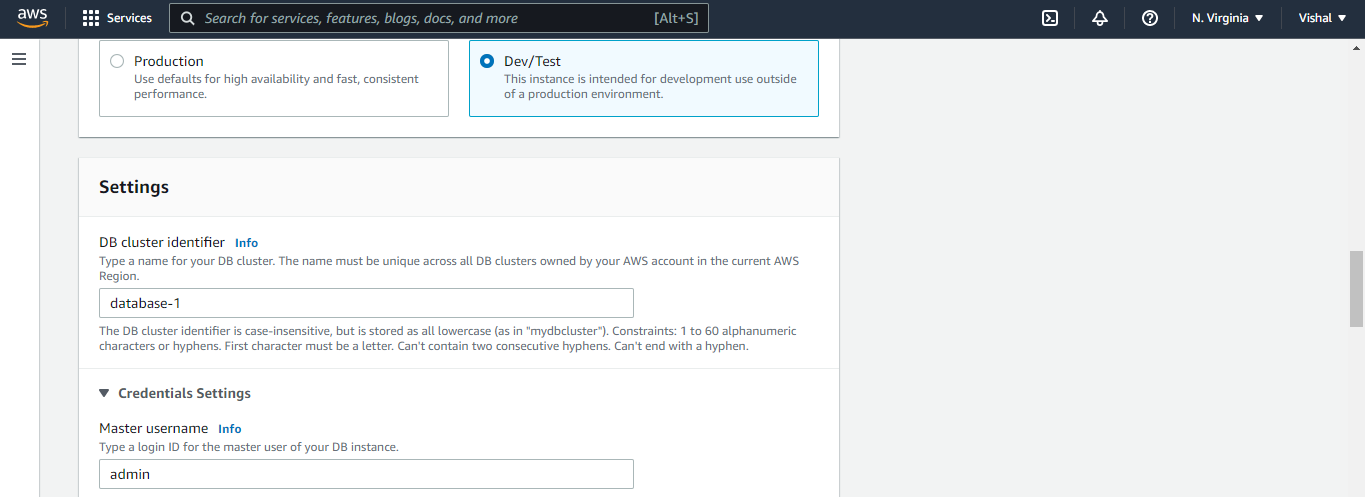 aws Services Search for services, features, blogs, docs, and more [Alt+S] N. Virginia Vishal
Production
Use defaults for high availability and fast, consistent
performance.
Dev/Test
This instance is intended for development use outside
of a production environment.
Settings
DB cluster identifier Info
Type a name for your DB cluster. The name must be unique across all DB clusters owned by your AWS account in the current AWS
Region.
database-1
The DB cluster identifier is case-insensitive, but is stored as all lowercase (as in "mydbcluster"). Constraints: 1 to 60 alphanumeric
characters or hyphens. First character must be a letter. Can't contain two consecutive hyphens. Can't end with a hyphen.
Credentials Settings
Master username Info
Type a login ID for the master user of your DB instance.
admin